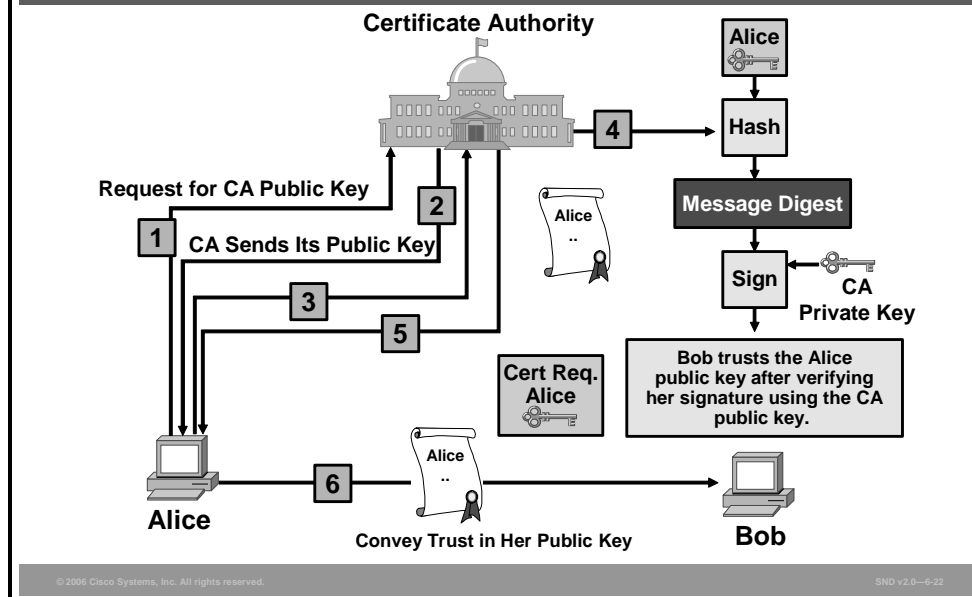 Certificate Authority
Alice
4
Hash
Request for CA Public Key
2
1
Alice
..
Message Digest
CA Sends Its Public Key
3
Sign
CA
Private Key
5
Cert Req.
Alice
Bob trusts the Alice
public key after verifying
her signature using the CA
public key.
Alice
..
6
Alice
Convey Trust in Her Public Key
Bob
© 2006 Cisco Systems, Inc. All rights reserved.
SND v2.0—6-22